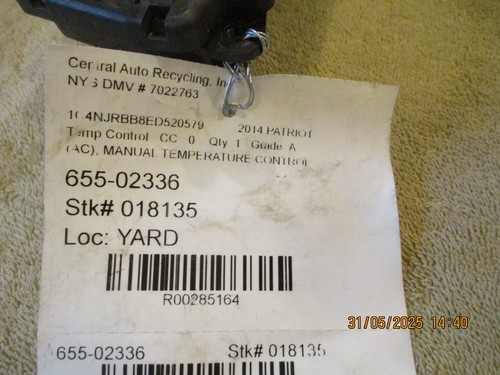 Central Auto Recycling, In
NYS DMV # 7022763
1C4NJRBB8ED520579 2014 PATRIOT
Temp Control CC 0 Qty 1 Grade A
(AC), MANUAL TEMPERATURE CONTROL
655-02336
Stk# 018135
Loc: YARD
R00285164
31/05/2025 14:40
655-02336 Stk# 018135